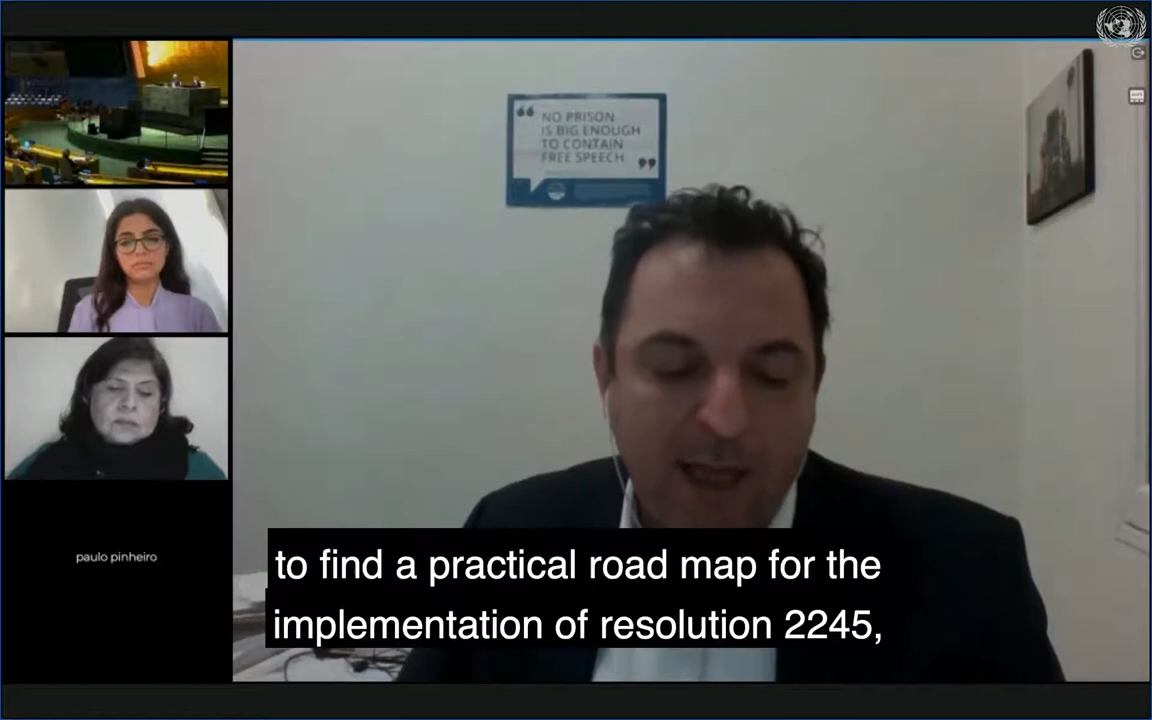 NO PRISON
IS BIG ENOUGH
TO CONTAIN
FREE SPEECH
paulo pinheiro
to find a practical road map for the
implementation of resolution 2245,